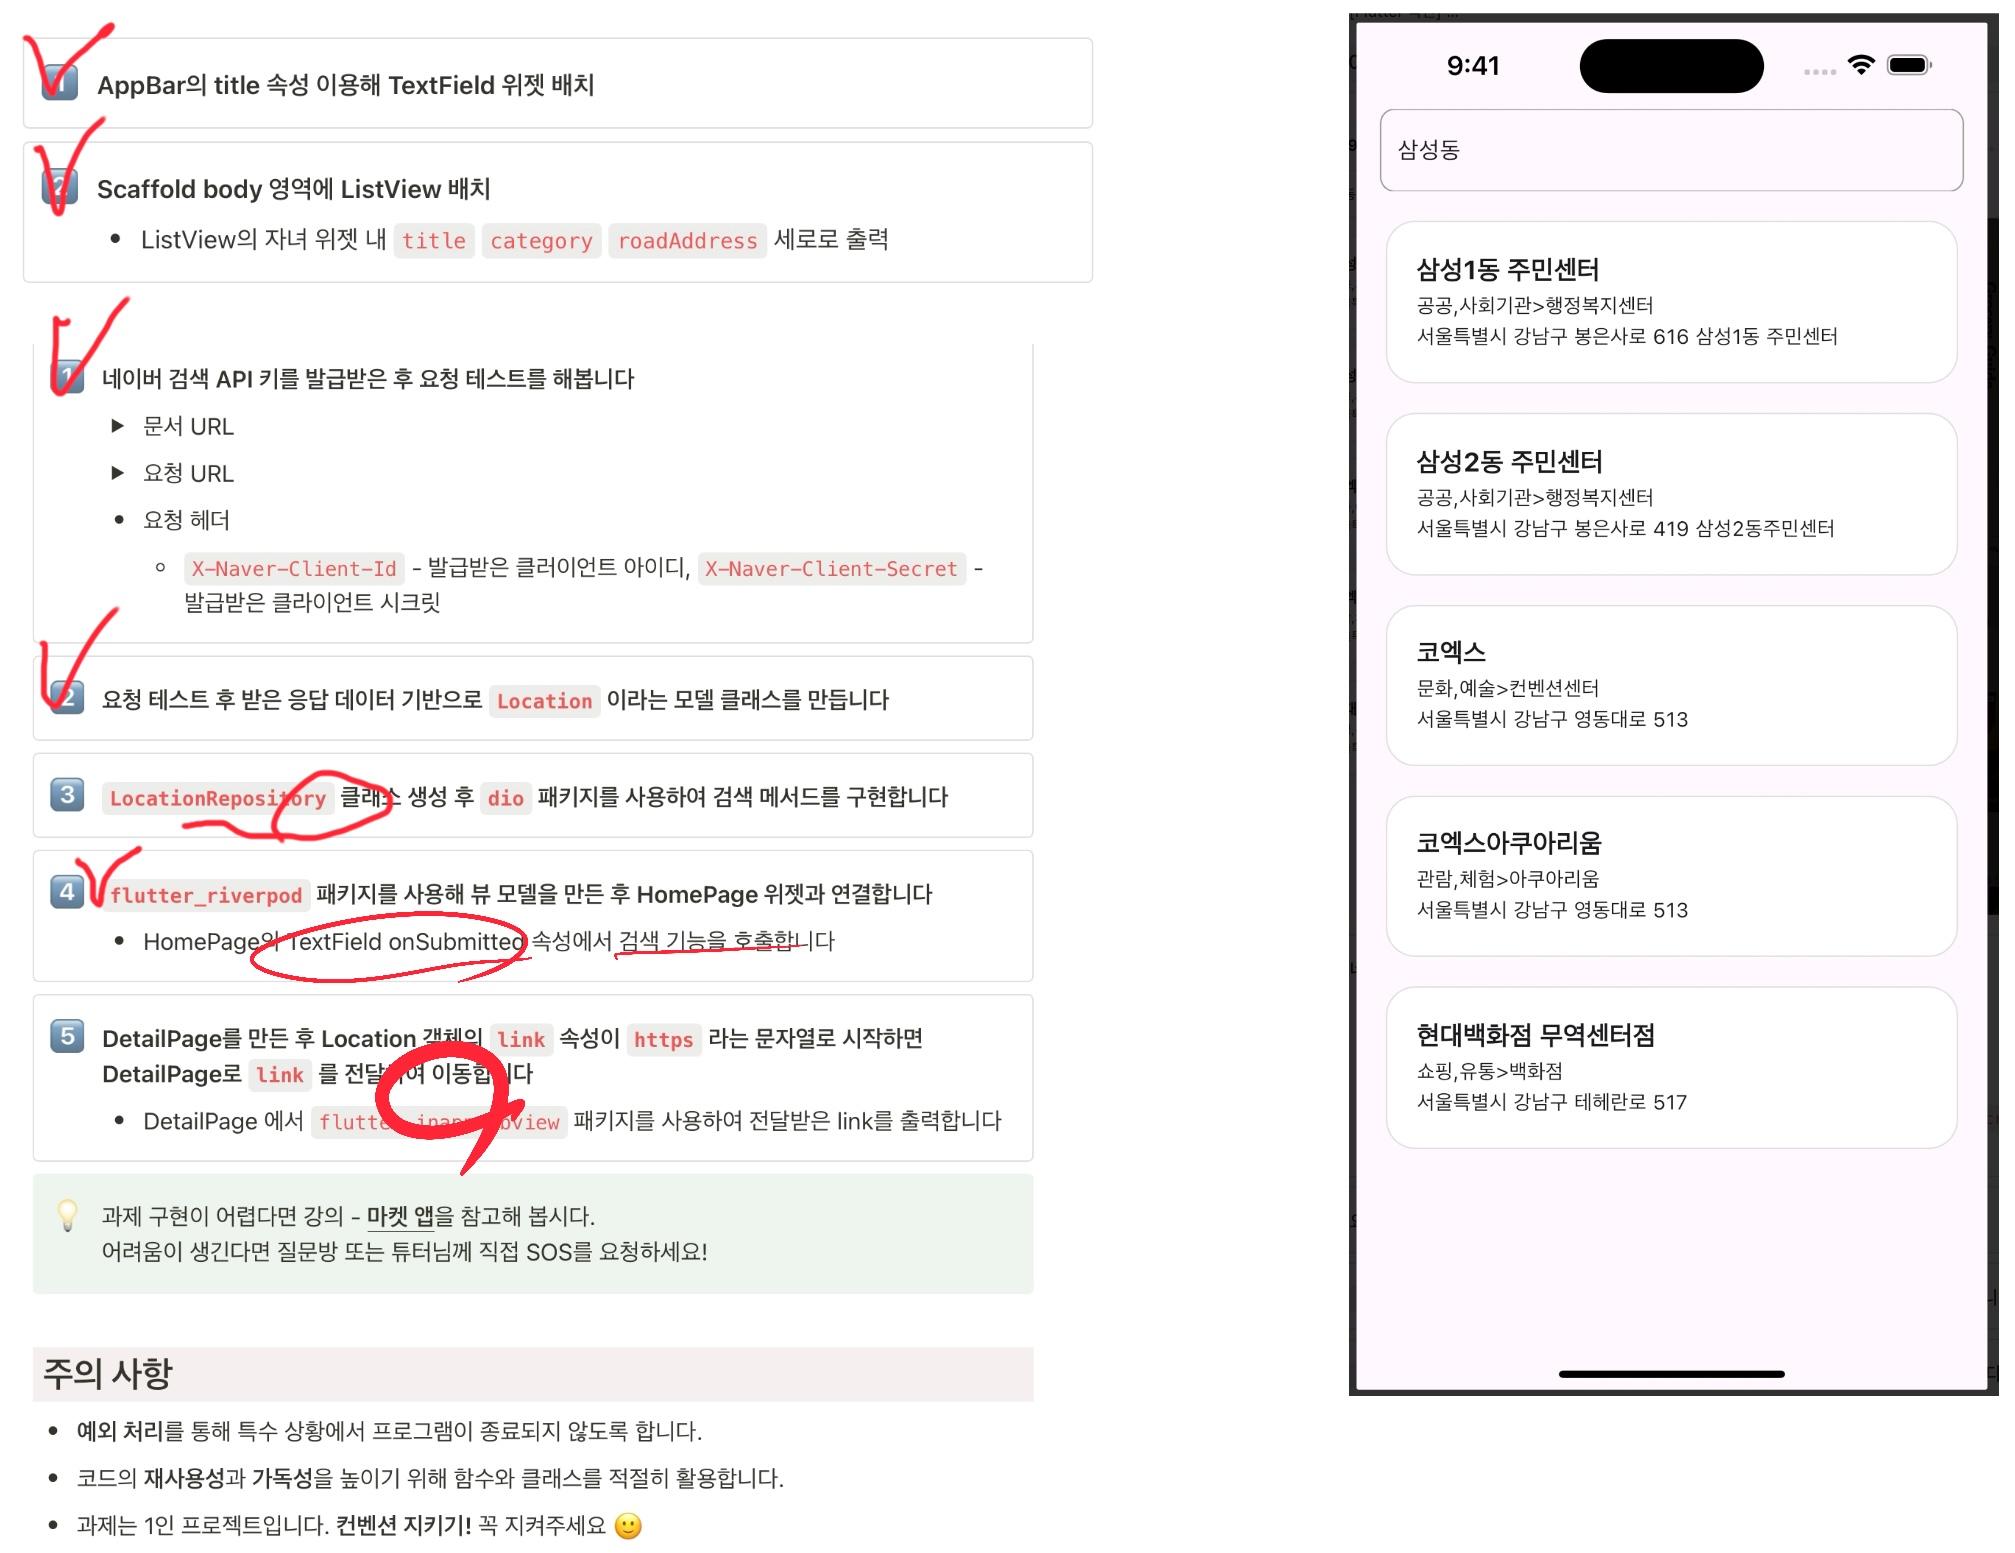 1 AppBar의 title 속성 이용해 TextField 위젯 배치
2 Scaffold body 영역에 ListView 배치
• ListView의 자녀 위젯 내 title category roadAddress 세로로 출력
1 네이버 검색 API 키를 발급받은 후 요청 테스트를 해봅니다
▶ 문서 URL
▶ 요청 URL
• 요청 헤더
◦ X-Naver-Client-Id - 발급받은 클러이언트 아이디, X-Naver-Client-Secret -
발급받은 클라이언트 시크릿
2 요청 테스트 후 받은 응답 데이터 기반으로 Location 이라는 모델 클래스를 만듭니다
3 LocationRepository 클래스 생성 후 dio 패키지를 사용하여 검색 메서드를 구현합니다
4 flutter_riverpod 패키지를 사용해 뷰 모델을 만든 후 HomePage 위젯과 연결합니다
• HomePage의 TextField onSubmitted 속성에서 검색 기능을 호출합니다
5 DetailPage를 만든 후 Location 객체의 link 속성이 https 라는 문자열로 시작하면
DetailPage로 link 를 전달하여 이동합니다
• DetailPage 에서 flutter_inappwebview 패키지를 사용하여 전달받은 link를 출력합니다
💡 과제 구현이 어렵다면 강의 - 마켓 앱을 참고해 봅시다.
어려움이 생긴다면 질문방 또는 튜터님께 직접 SOS를 요청하세요!
주의 사항
• 예외 처리를 통해 특수 상황에서 프로그램이 종료되지 않도록 합니다.
• 코드의 재사용성과 가독성을 높이기 위해 함수와 클래스를 적절히 활용합니다.
• 과제는 1인 프로젝트입니다. 컨벤션 지키기! 꼭 지켜주세요 🙂
9:41
삼성동
삼성1동 주민센터
공공,사회기관>행정복지센터
서울특별시 강남구 봉은사로 616 삼성1동 주민센터
삼성2동 주민센터
공공,사회기관>행정복지센터
서울특별시 강남구 봉은사로 419 삼성2동주민센터
코엑스
문화,예술>컨벤션센터
서울특별시 강남구 영동대로 513
코엑스아쿠아리움
관람,체험>아쿠아리움
서울특별시 강남구 영동대로 513
현대백화점 무역센터점
쇼핑,유통>백화점
서울특별시 강남구 테헤란로 517